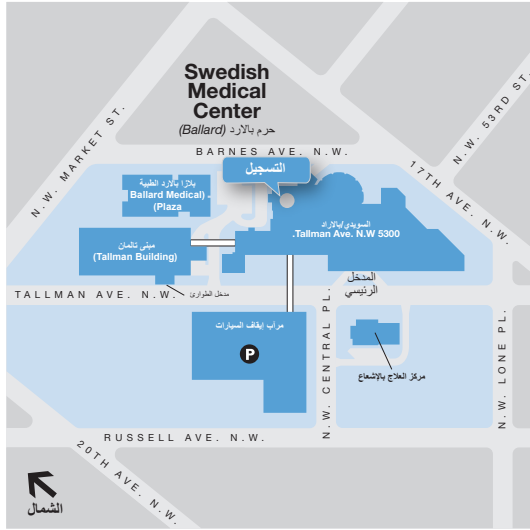 Swedish
Medical
Center
حرم بالارد (Ballard)
N.W. MARKET ST.
BARNES AVE. N.W.
N.W. 53RD ST.
17TH AVE. N.W.
التسجيل
بلازا بالارد الطبية
(Ballard Medical
Plaza)
السويدي/بالاراد
5300 Tallman Ave. N.W.
مبنى تالمان
(Tallman Building)
المدخل
الرئيسي
مدخل الطوارئ
TALLMAN AVE. N.W.
مراب إيقاف السيارات
P
N.W. CENTRAL PL.
مركز العلاج بالإشعاع
N.W. LONE PL.
RUSSELL AVE. N.W.
20TH AVE. N.W.
الشمال